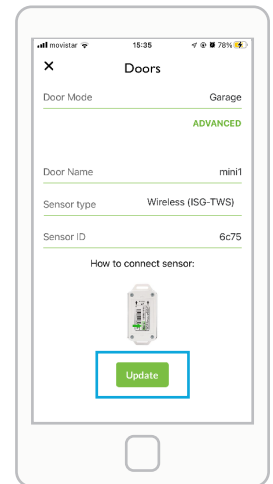 movistar 15:35 78%
× Doors
Door Mode Garage
ADVANCED
Door Name mini1
Sensor type Wireless (ISG-TWS)
Sensor ID 6c75
How to connect sensor:
Update